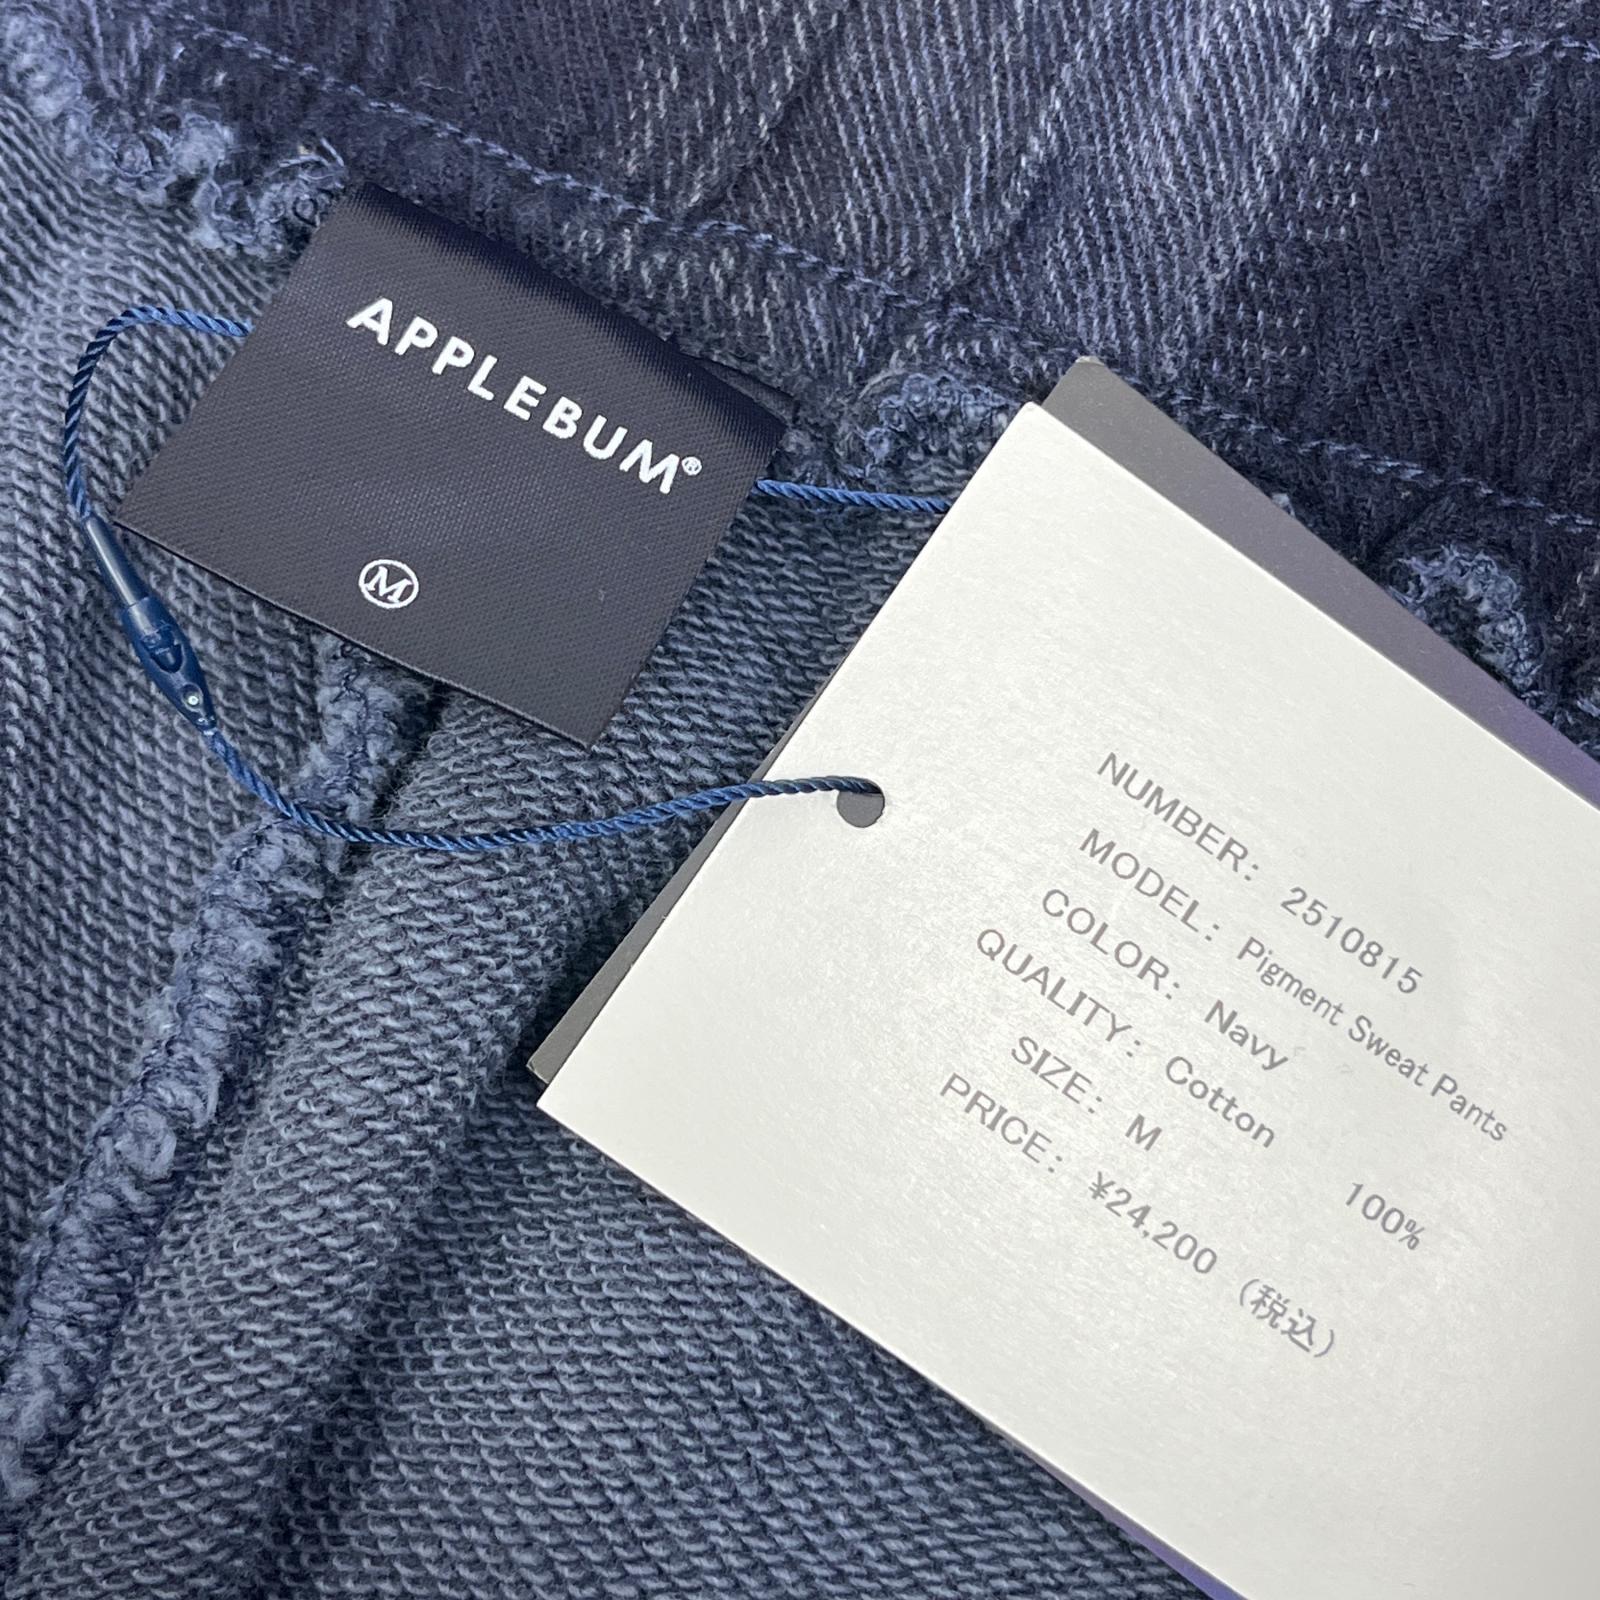 APPLEBUM®
M
NUMBER: 2510815
MODEL: Pigment Sweat Pants
COLOR: Navy
QUALITY: Cotton 100%
SIZE: M
PRICE: ¥24,200 (税込)